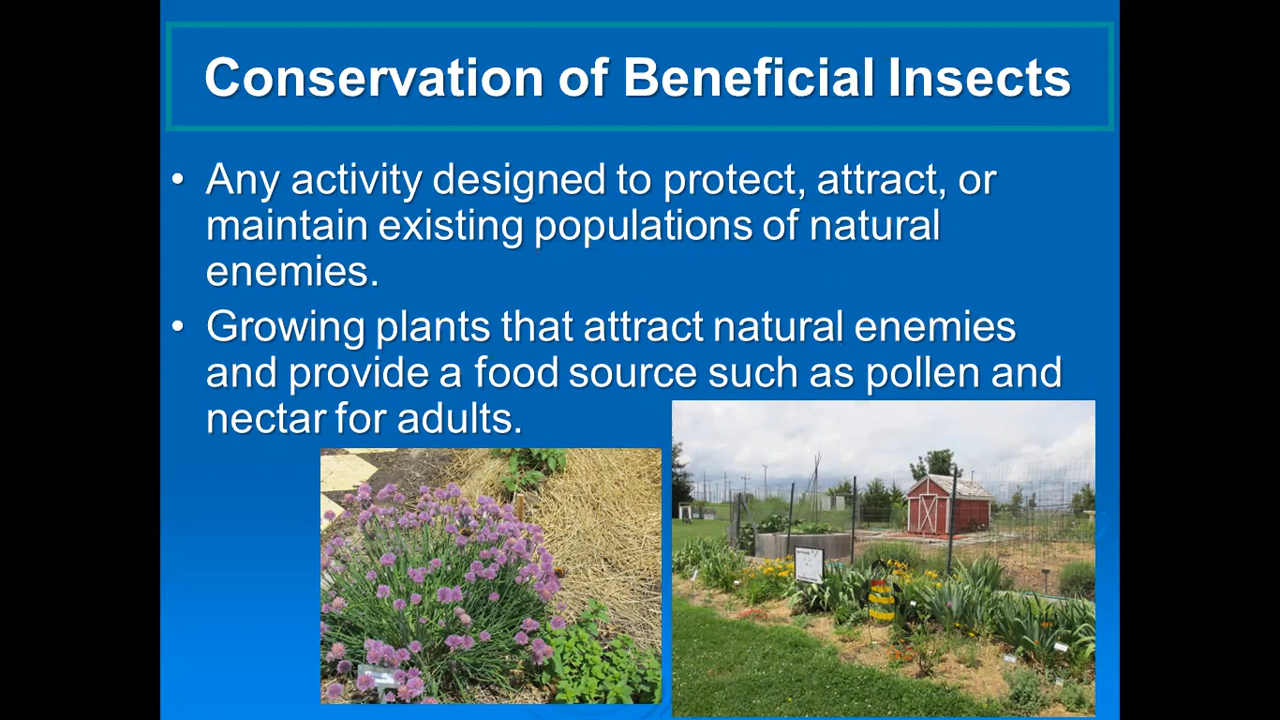 Conservation of Beneficial Insects
• Any activity designed to protect, attract, or
maintain existing populations of natural
enemies.
• Growing plants that attract natural enemies
and provide a food source such as pollen and
nectar for adults.